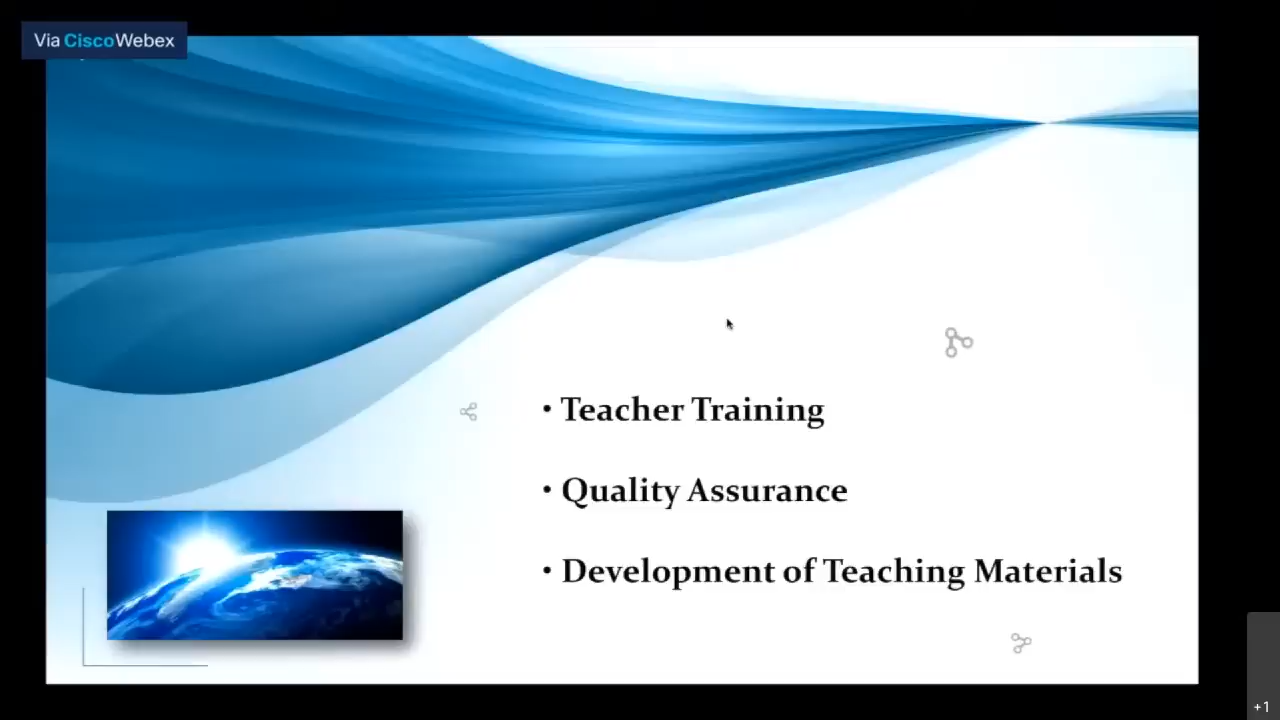 Via CiscoWebex
• Teacher Training
• Quality Assurance
• Development of Teaching Materials
+1